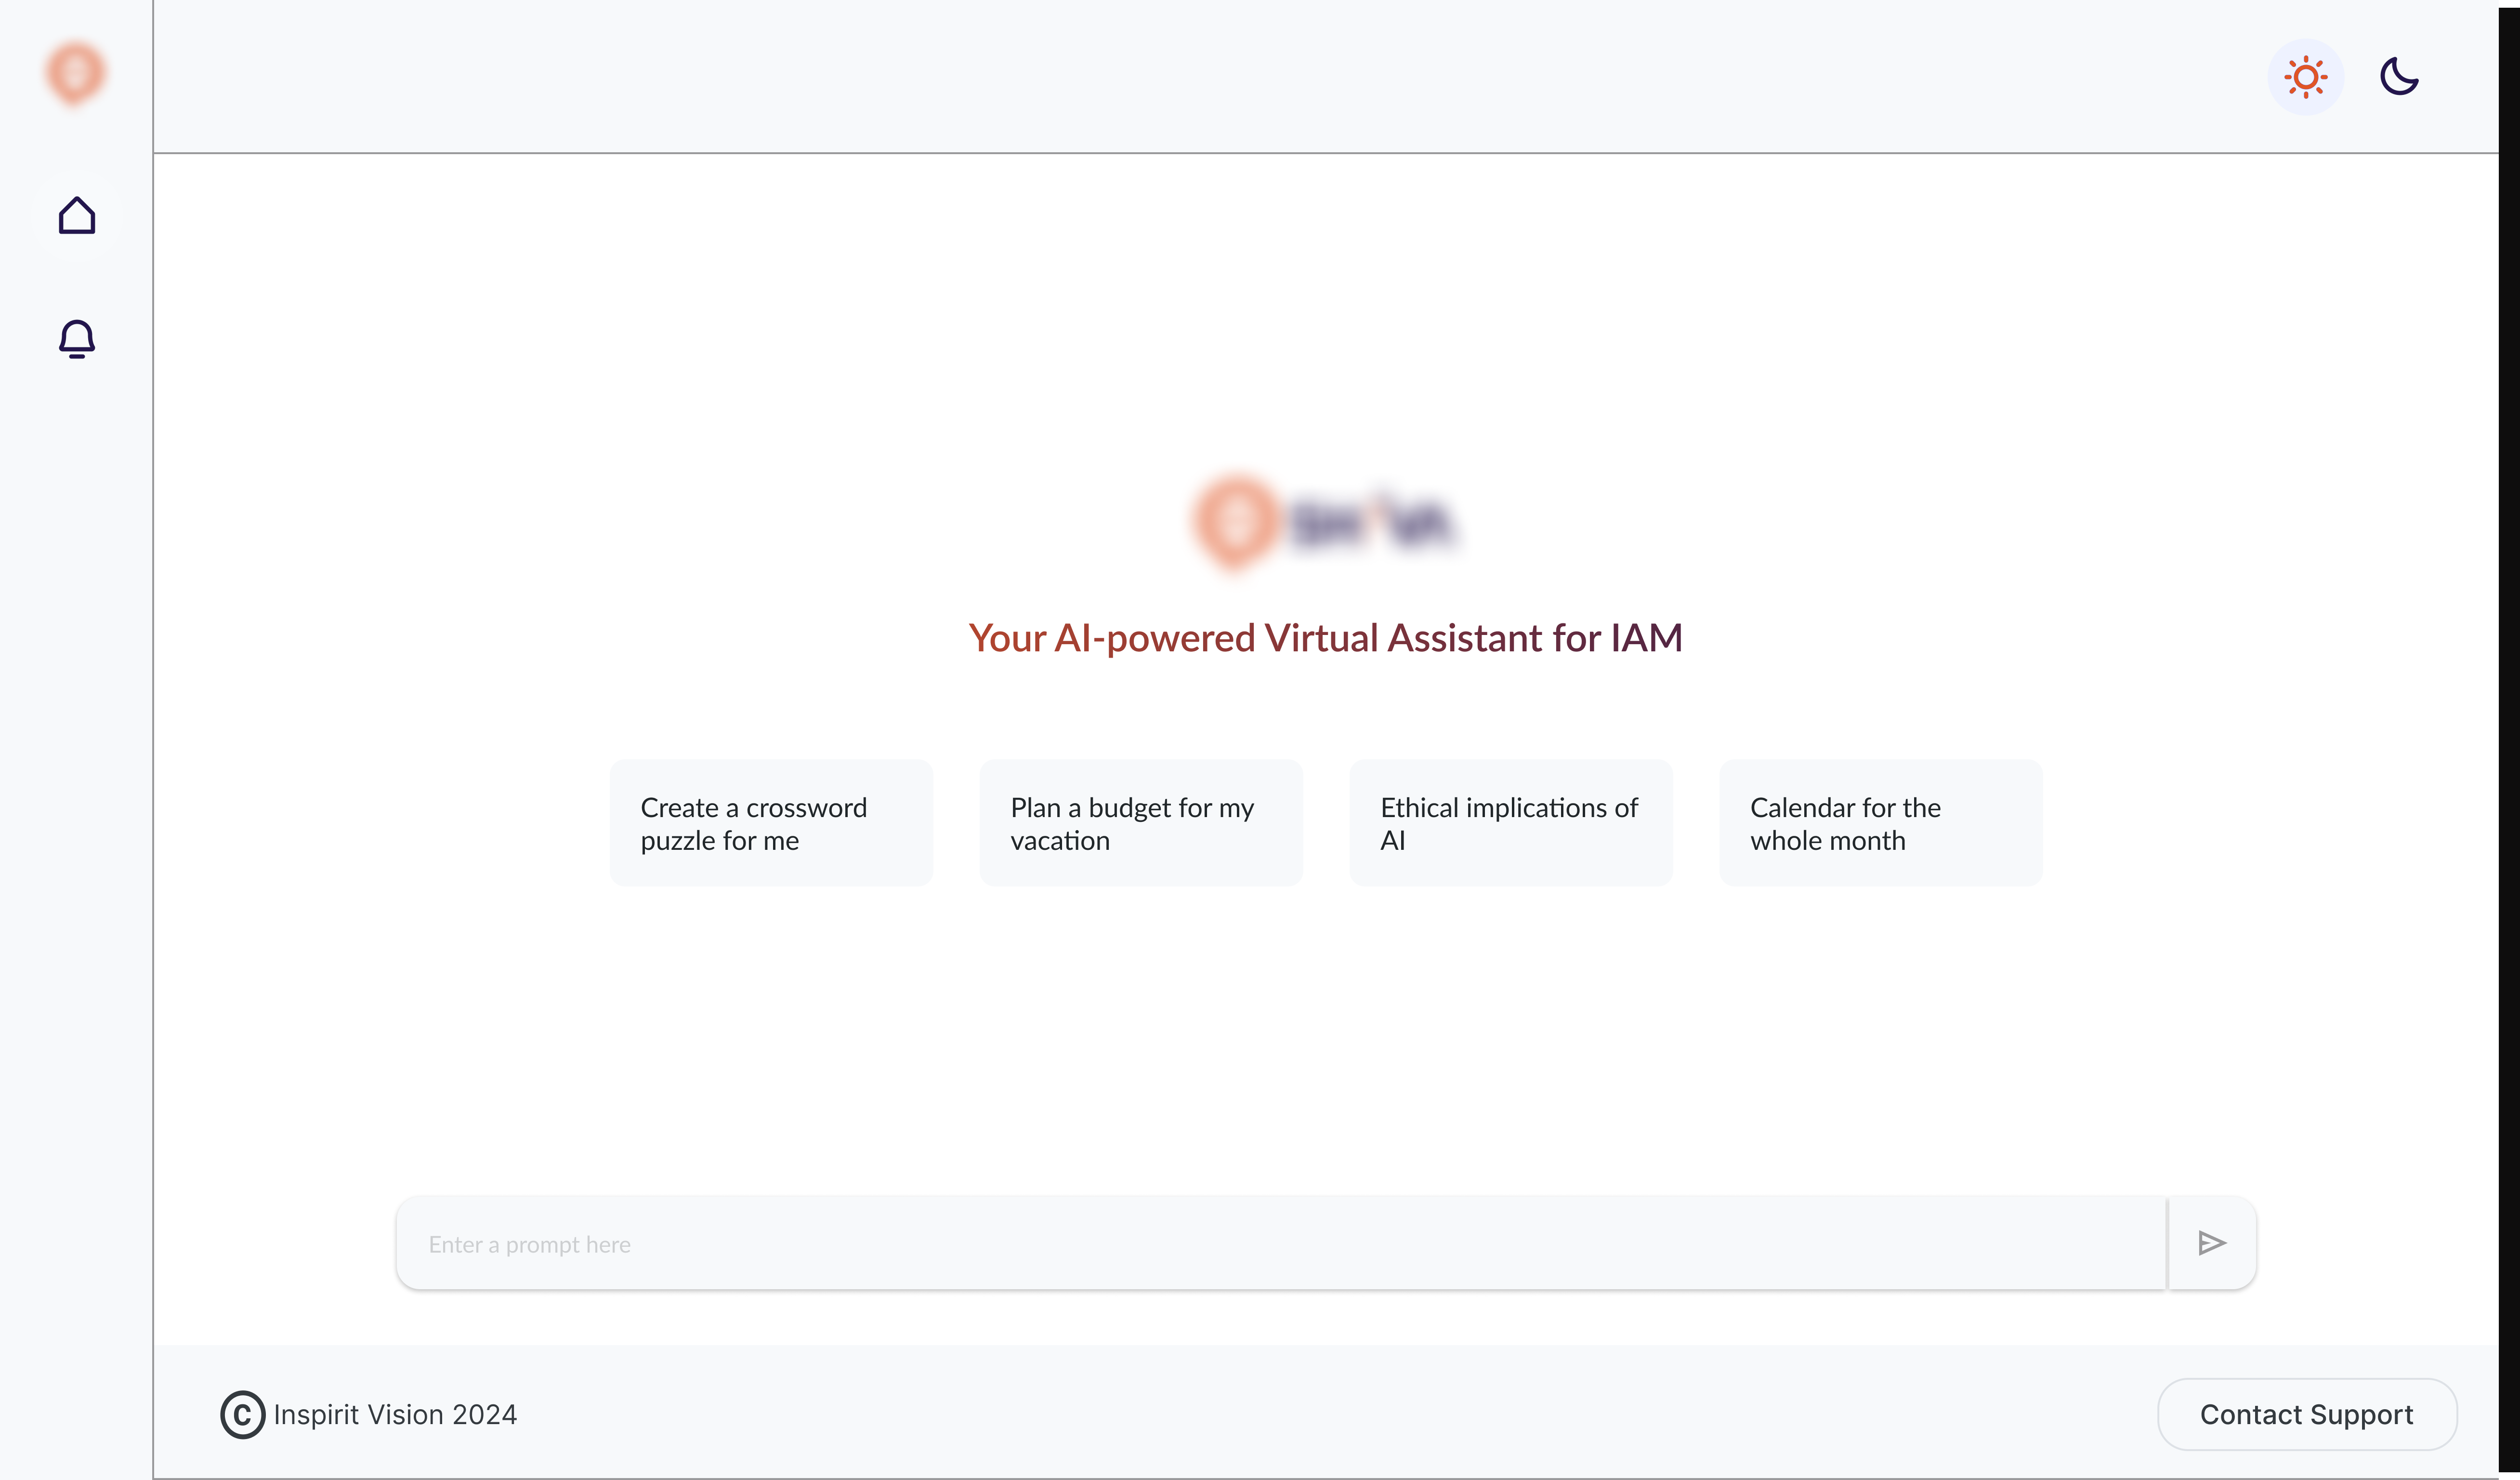 Your AI-powered Virtual Assistant for IAM
Create a crossword
puzzle for me
Plan a budget for my
vacation
Ethical implications of
AI
Calendar for the
whole month
Enter a prompt here
© Inspirit Vision 2024
Contact Support